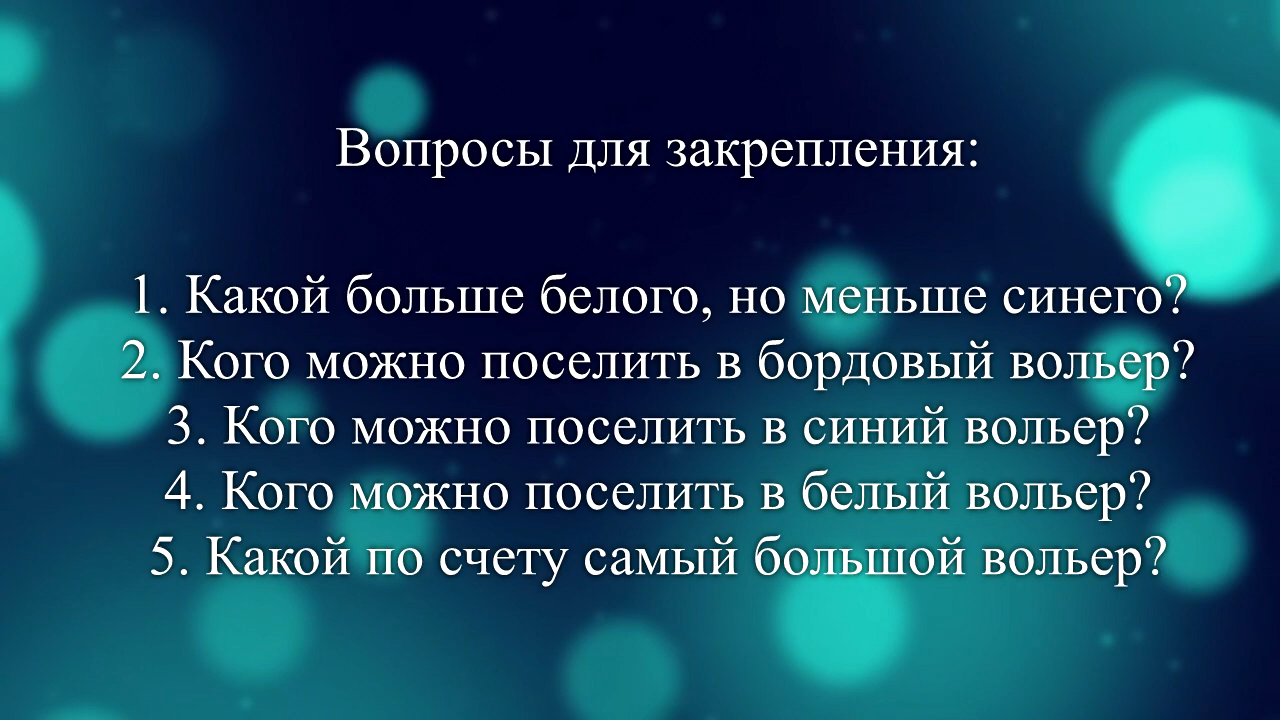 Вопросы для закрепления:
1. Какой больше белого, но меньше синего?
2. Кого можно поселить в бордовый вольер?
3. Кого можно поселить в синий вольер?
4. Кого можно поселить в белый вольер?
5. Какой по счету самый большой вольер?